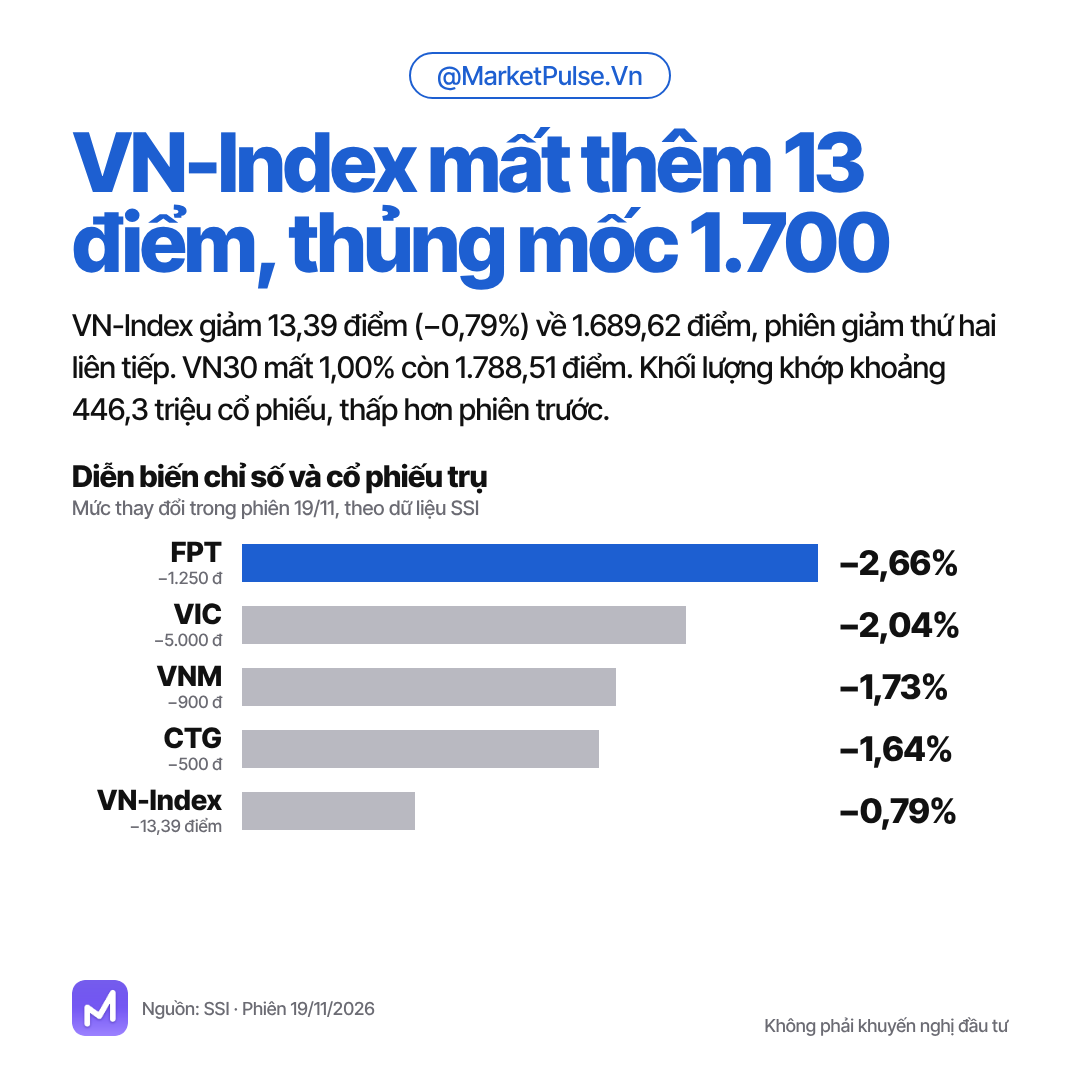 @MarketPulse.Vn
VN-Index mất thêm 13
điểm, thủng mốc 1.700
VN-Index giảm 13,39 điểm (−0,79%) về 1.689,62 điểm, phiên giảm thứ hai
liên tiếp. VN30 mất 1,00% còn 1.788,51 điểm. Khối lượng khớp khoảng
446,3 triệu cổ phiếu, thấp hơn phiên trước.
Diễn biến chỉ số và cổ phiếu trụ
Mức thay đổi trong phiên 19/11, theo dữ liệu SSI
FPT −2,66%
−1.250 đ
VIC −2,04%
−5.000 đ
VNM −1,73%
−900 đ
CTG −1,64%
−500 đ
VN-Index −0,79%
−13,39 điểm
Nguồn: SSI · Phiên 19/11/2026
Không phải khuyến nghị đầu tư